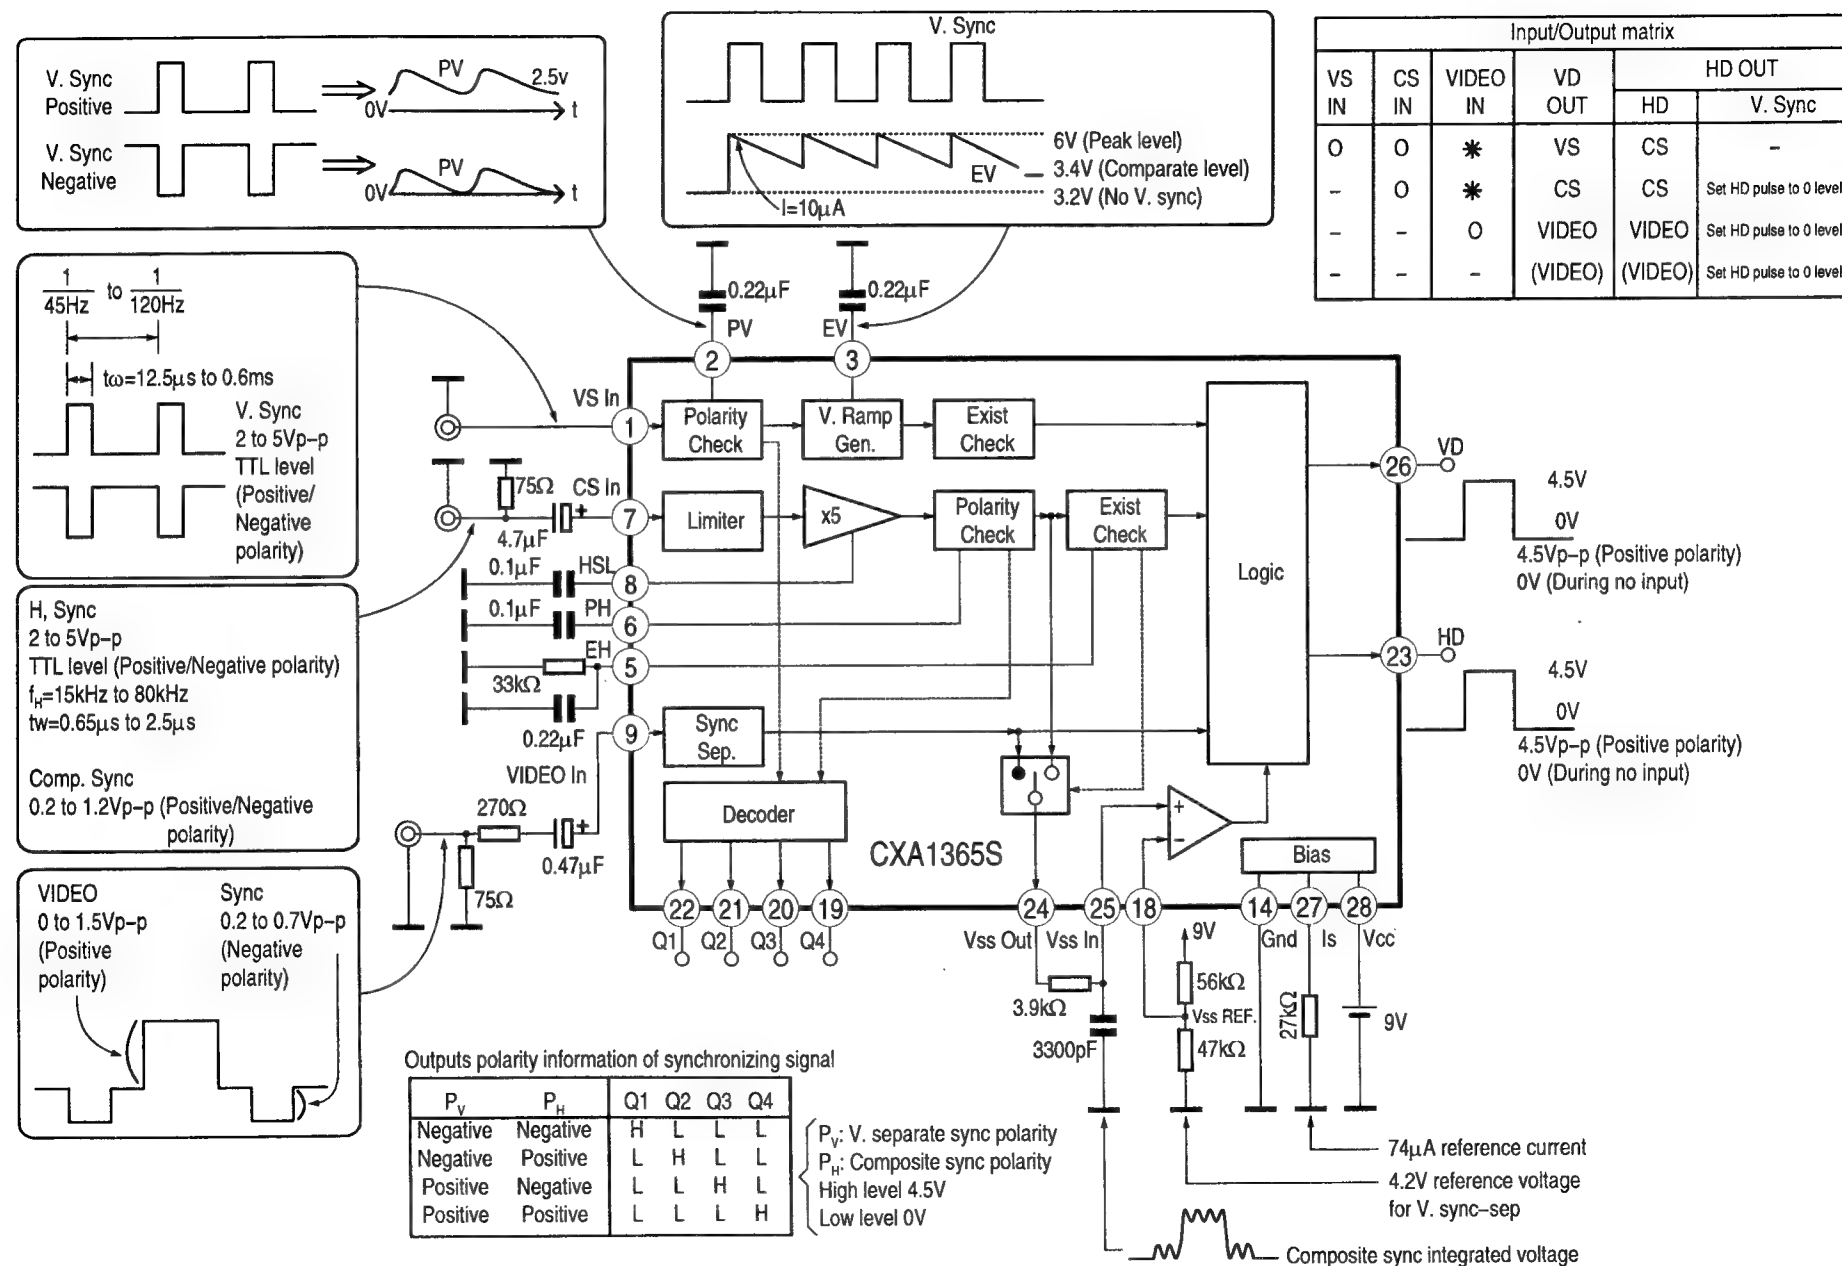 V. Sync
Positive
PV
2.5v
0V
t
V. Sync
Negative
PV
0V
t
V. Sync
6V (Peak level)
EV
3.4V (Comparate level)
3.2V (No V. sync)
I=10μA
Input/Output matrix
VS IN
CS IN
VIDEO IN
VD OUT
HD OUT
HD
V. Sync
O O ✱ VS CS –
– O ✱ CS CS Set HD pulse to 0 level
– – O VIDEO VIDEO Set HD pulse to 0 level
– – – (VIDEO) (VIDEO) Set HD pulse to 0 level
1/45Hz to 1/120Hz
tω=12.5μs to 0.6ms
V. Sync
2 to 5Vp–p
TTL level
(Positive/
Negative
polarity)
H, Sync
2 to 5Vp–p
TTL level (Positive/Negative polarity)
fH=15kHz to 80kHz
tw=0.65μs to 2.5μs
Comp. Sync
0.2 to 1.2Vp–p (Positive/Negative
polarity)
VIDEO
0 to 1.5Vp–p
(Positive
polarity)
Sync
0.2 to 0.7Vp–p
(Negative
polarity)
0.22μF
PV
2
0.22μF
EV
3
VS In
1
Polarity
Check
V. Ramp
Gen.
Exist
Check
75Ω
CS In
4.7μF
+
7
Limiter
x5
Polarity
Check
Exist
Check
Logic
0.1μF
HSL
8
0.1μF
PH
6
EH
5
33kΩ
0.22μF
9
Sync
Sep.
VIDEO In
270Ω
+
0.47μF
75Ω
Decoder
CXA1365S
+
–
Bias
26
VD
4.5V
0V
4.5Vp–p (Positive polarity)
0V (During no input)
23
HD
4.5V
0V
4.5Vp–p (Positive polarity)
0V (During no input)
22 21 20 19 24 25 18 14 27 28
Q1 Q2 Q3 Q4
Vss Out
Vss In
9V
Gnd
Is
Vcc
56kΩ
3.9kΩ
Vss REF.
27kΩ
9V
3300pF
47kΩ
Outputs polarity information of synchronizing signal
PV PH Q1 Q2 Q3 Q4
Negative Negative H L L L
Negative Positive L H L L
Positive Negative L L H L
Positive Positive L L L H
PV: V. separate sync polarity
PH: Composite sync polarity
High level 4.5V
Low level 0V
74μA reference current
4.2V reference voltage
for V. sync–sep
Composite sync integrated voltage